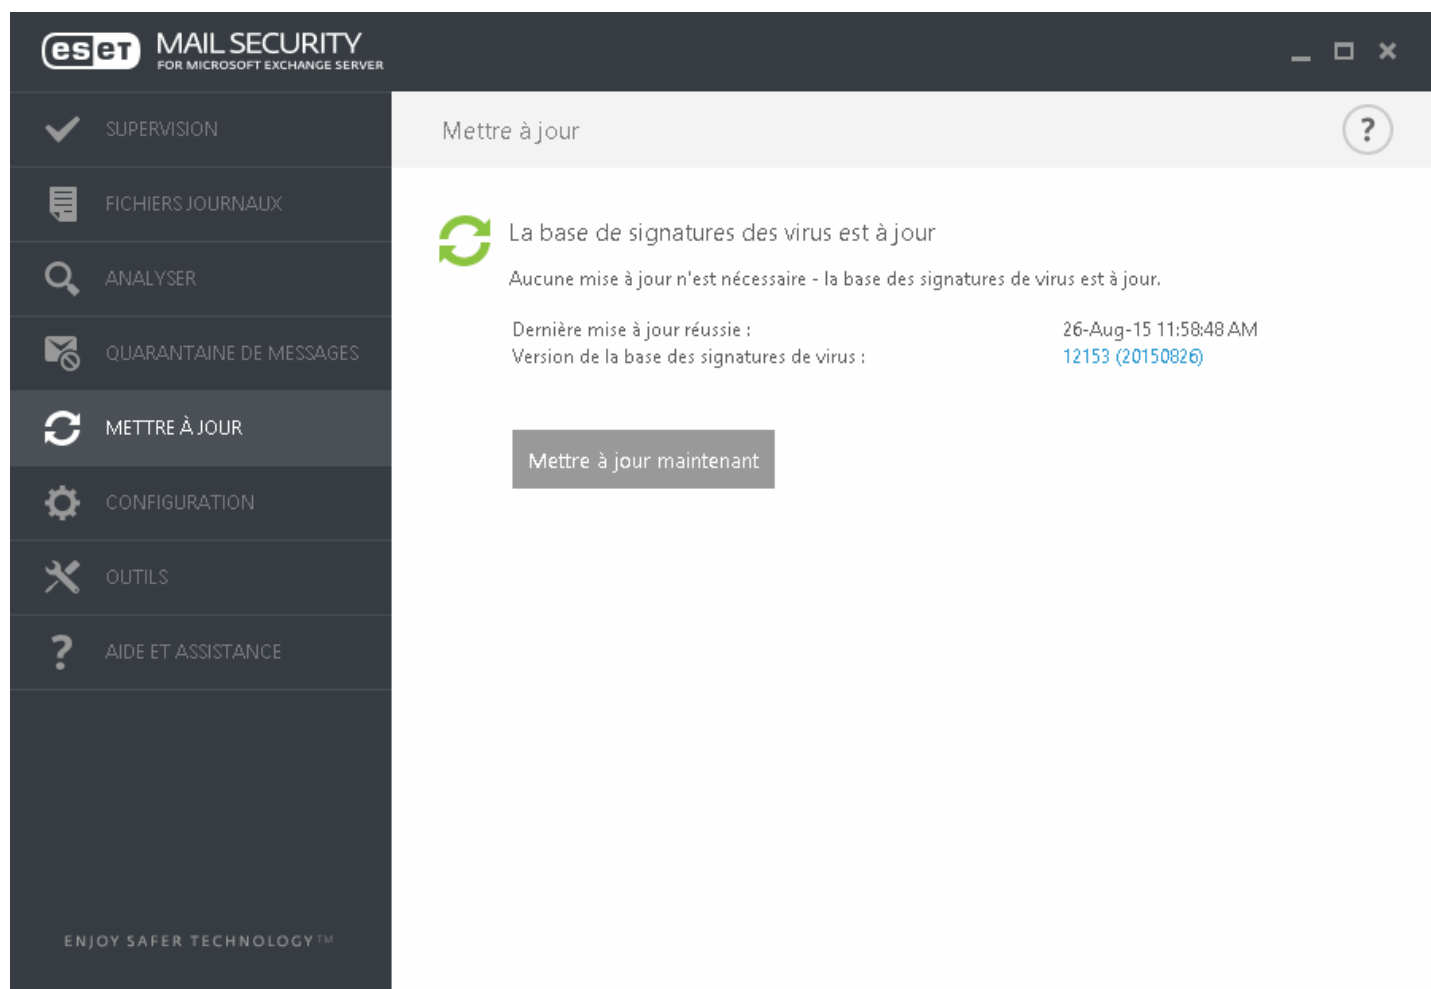 eset MAIL SECURITY
FOR MICROSOFT EXCHANGE SERVER
SUPERVISION
FICHIERS JOURNAUX
ANALYSER
QUARANTAINE DE MESSAGES
METTRE À JOUR
CONFIGURATION
OUTILS
AIDE ET ASSISTANCE
ENJOY SAFER TECHNOLOGY™
Mettre à jour ?
La base de signatures des virus est à jour
Aucune mise à jour n'est nécessaire - la base des signatures de virus est à jour.
Dernière mise à jour réussie : 26-Aug-15 11:58:48 AM
Version de la base des signatures de virus : 12153 (20150826)
Mettre à jour maintenant